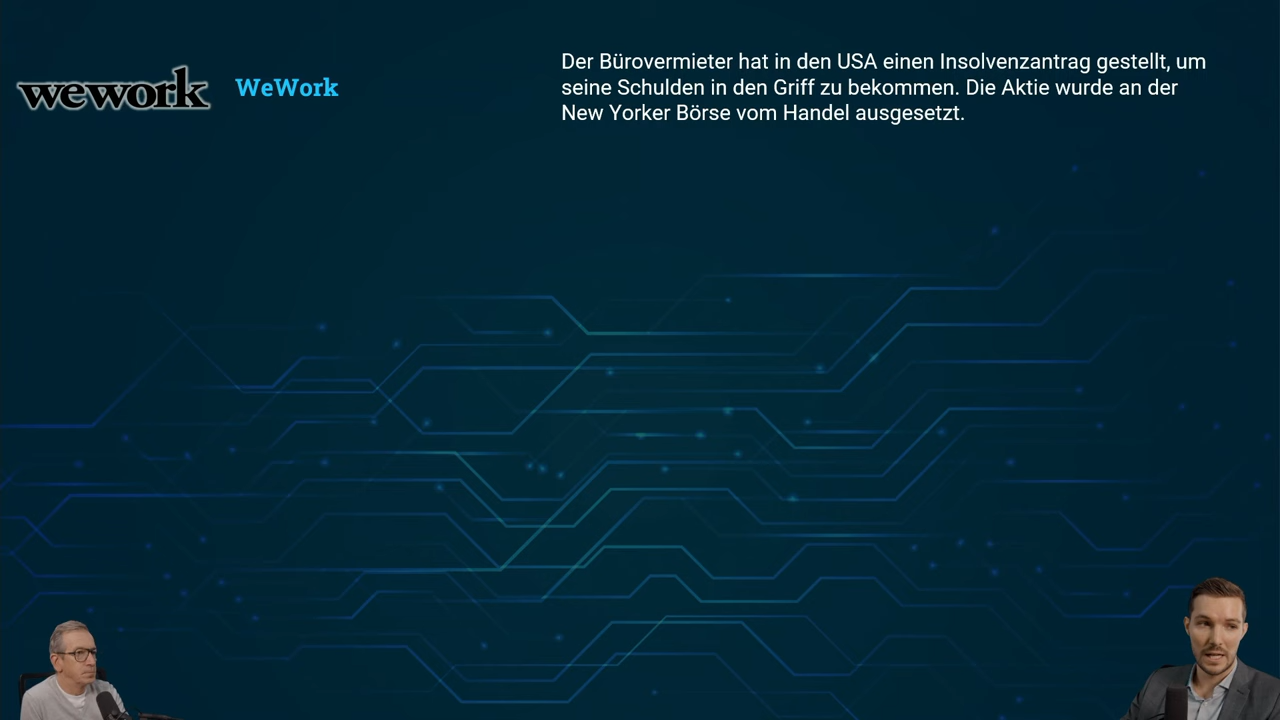 wework
WeWork
Der Bürovermieter hat in den USA einen Insolvenzantrag gestellt, um
seine Schulden in den Griff zu bekommen. Die Aktie wurde an der
New Yorker Börse vom Handel ausgesetzt.